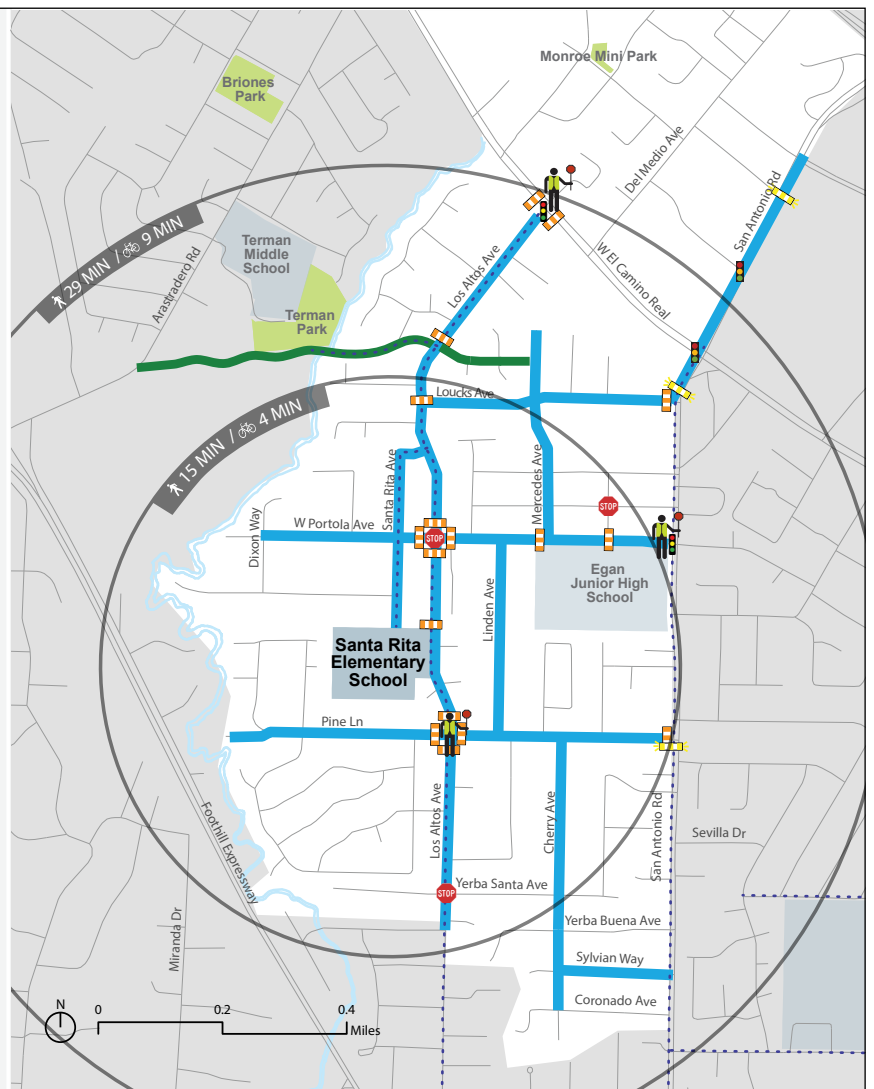 Monroe Mini Park
Briones
Park
Del Medio Ave
San Antonio Rd
29 MIN / 9 MIN
Terman
Middle
School
Arastradero Rd
Los Altos Ave
W El Camino Real
Terman
Park
15 MIN / 4 MIN
Loucks Ave
Santa Rita Ave
Mercedes Ave
STOP
Dixon Way
W Portola Ave
STOP
Egan
Junior High
School
Linden Ave
Santa Rita
Elementary
School
Pine Ln
Foothill Expressway
Los Altos Ave
Cherry Ave
San Antonio Rd
Sevilla Dr
STOP
Yerba Santa Ave
Miranda Dr
Yerba Buena Ave
Sylvian Way
Coronado Ave
N
0 0.2 0.4
Miles